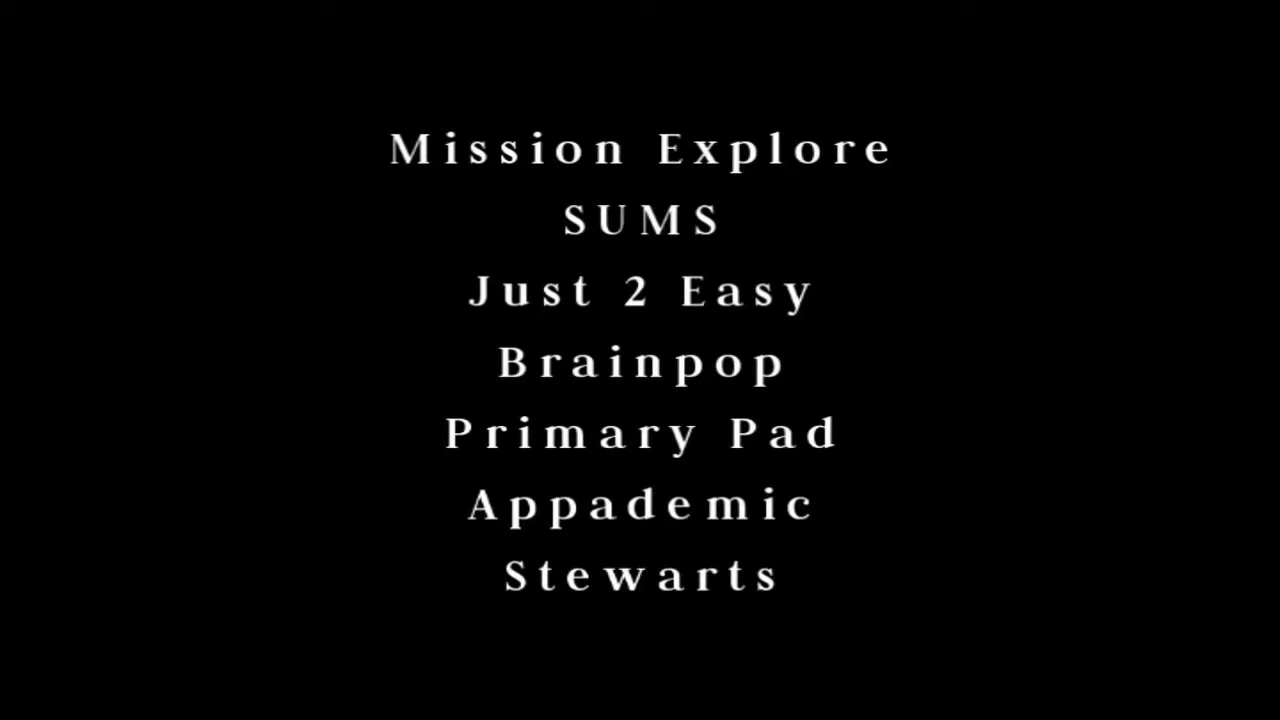 Mission Explore
SUMS
Just 2 Easy
Brainpop
Primary Pad
Appademic
Stewarts